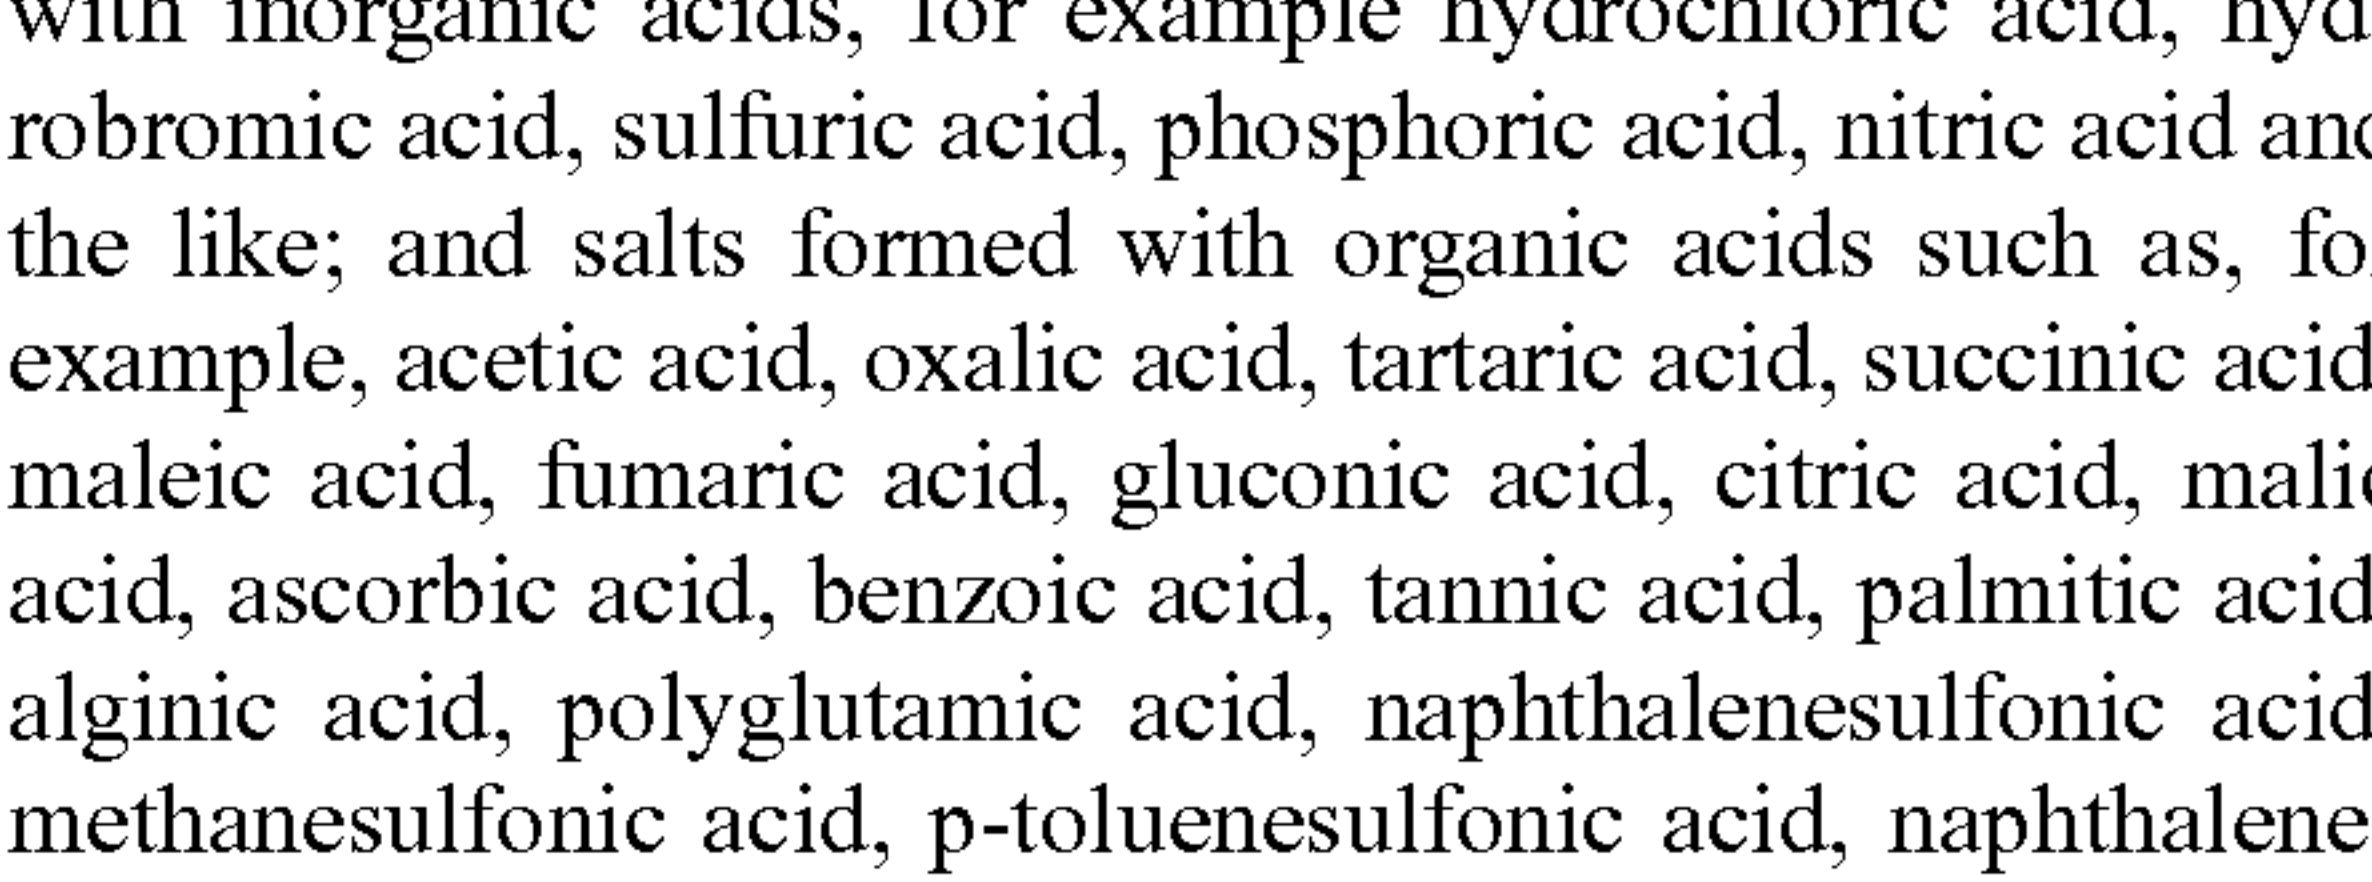 with inorganic acids, for example hydrochloric acid, hyd
robromic acid, sulfuric acid, phosphoric acid, nitric acid and
the like; and salts formed with organic acids such as, for
example, acetic acid, oxalic acid, tartaric acid, succinic acid
maleic acid, fumaric acid, gluconic acid, citric acid, malic
acid, ascorbic acid, benzoic acid, tannic acid, palmitic acid
alginic acid, polyglutamic acid, naphthalenesulfonic acid
methanesulfonic acid, p-toluenesulfonic acid, naphthalene